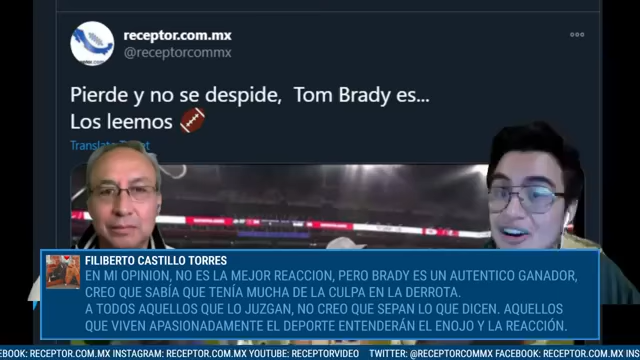 receptor.com.mx
@receptorcommx
Pierde y no se despide, Tom Brady es...
Los leemos
FILIBERTO CASTILLO TORRES
EN MI OPINION, NO ES LA MEJOR REACCION, PERO BRADY ES UN AUTENTICO GANADOR,
CREO QUE SABÍA QUE TENÍA MUCHA DE LA CULPA EN LA DERROTA.
A TODOS AQUELLOS QUE LO JUZGAN, NO CREO QUE SEPAN LO QUE DICEN. AQUELLOS
QUE VIVEN APASIONADAMENTE EL DEPORTE ENTENDERÁN EL ENOJO Y LA REACCIÓN.
FACEBOOK: RECEPTOR.COM.MX INSTAGRAM: RECEPTOR.COM.MX YOUTUBE: RECEPTORVIDEO TWITTER: @RECEPTORCOMMX FACEBOOK: RECEPTOR.COM.MX